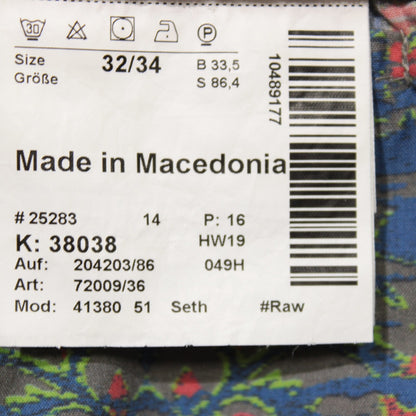 30 P
Size 32/34 B 33,5
Größe S 86,4
10489177
Made in Macedonia
# 25283 14 P: 16
K: 38038 HW19
Auf: 204203/86 049H
Art: 72009/36
Mod: 41380 51 Seth #Raw